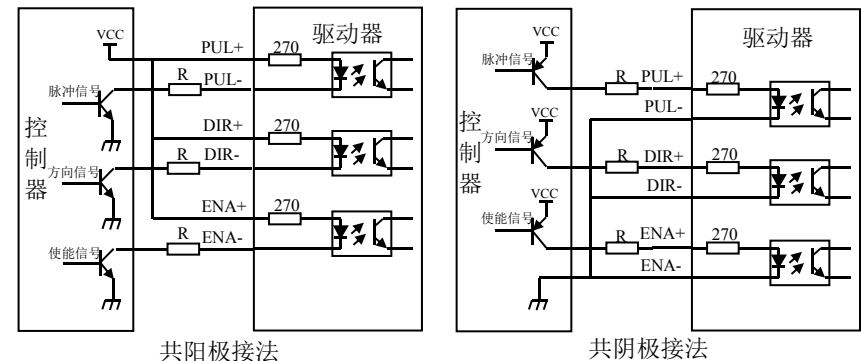 VCC
PUL+
270
驱动器
脉冲信号
R
PUL-
DIR+
270
控制器
方向信号
R
DIR-
ENA+
270
使能信号
R
ENA-
共阳极接法
VCC
驱动器
脉冲信号
R
PUL+
270
PUL-
VCC
控制器
方向信号
R
DIR+
270
DIR-
VCC
使能信号
R
ENA+
270
ENA-
共阴极接法